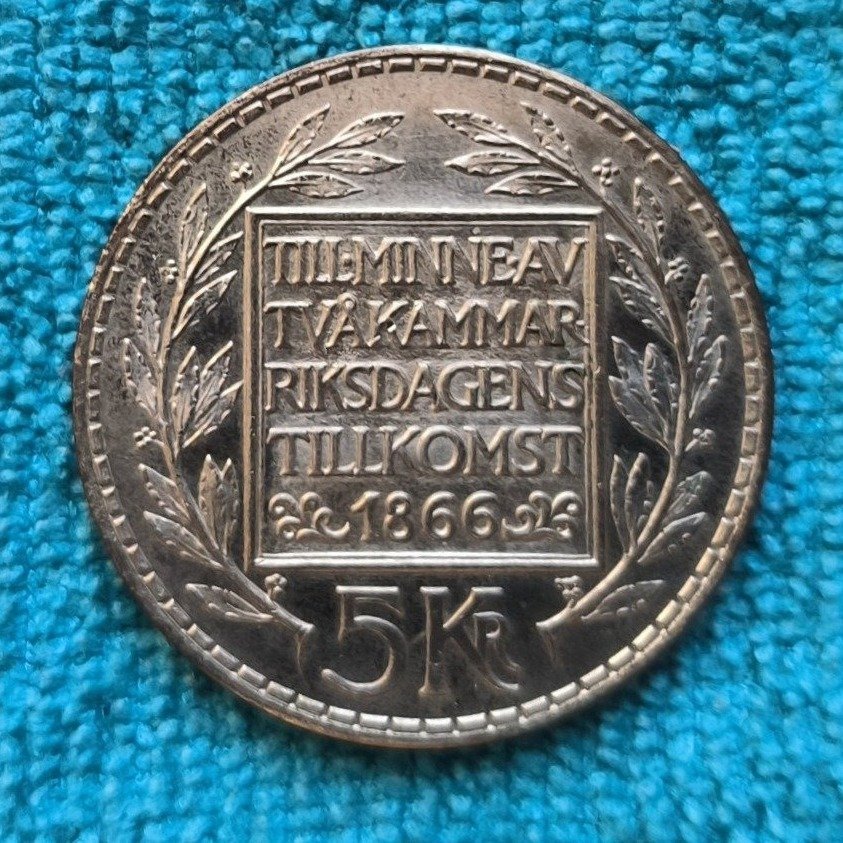 TILL·MINNE AV
TVÅKAMMAR·
RIKSDAGENS
TILLKOMST
1866
5 KR